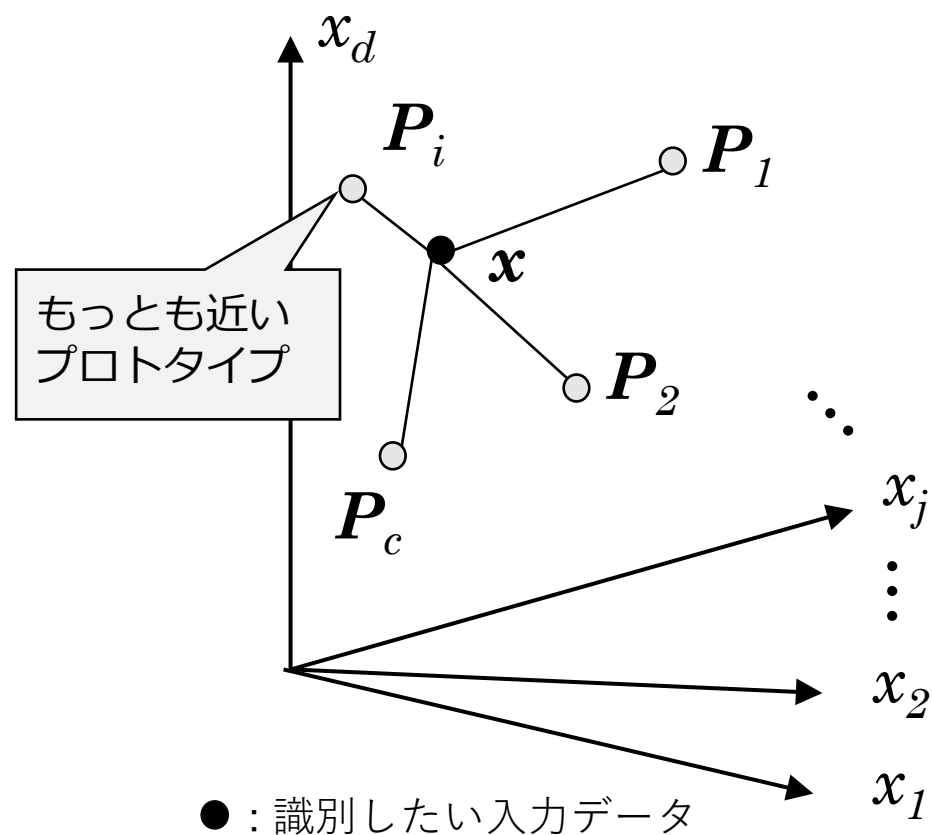 x_d
P_i
P_1
x
もっとも近い
プロトタイプ
P_2
P_c
x_j
x_2
x_1
● : 識別したい入力データ